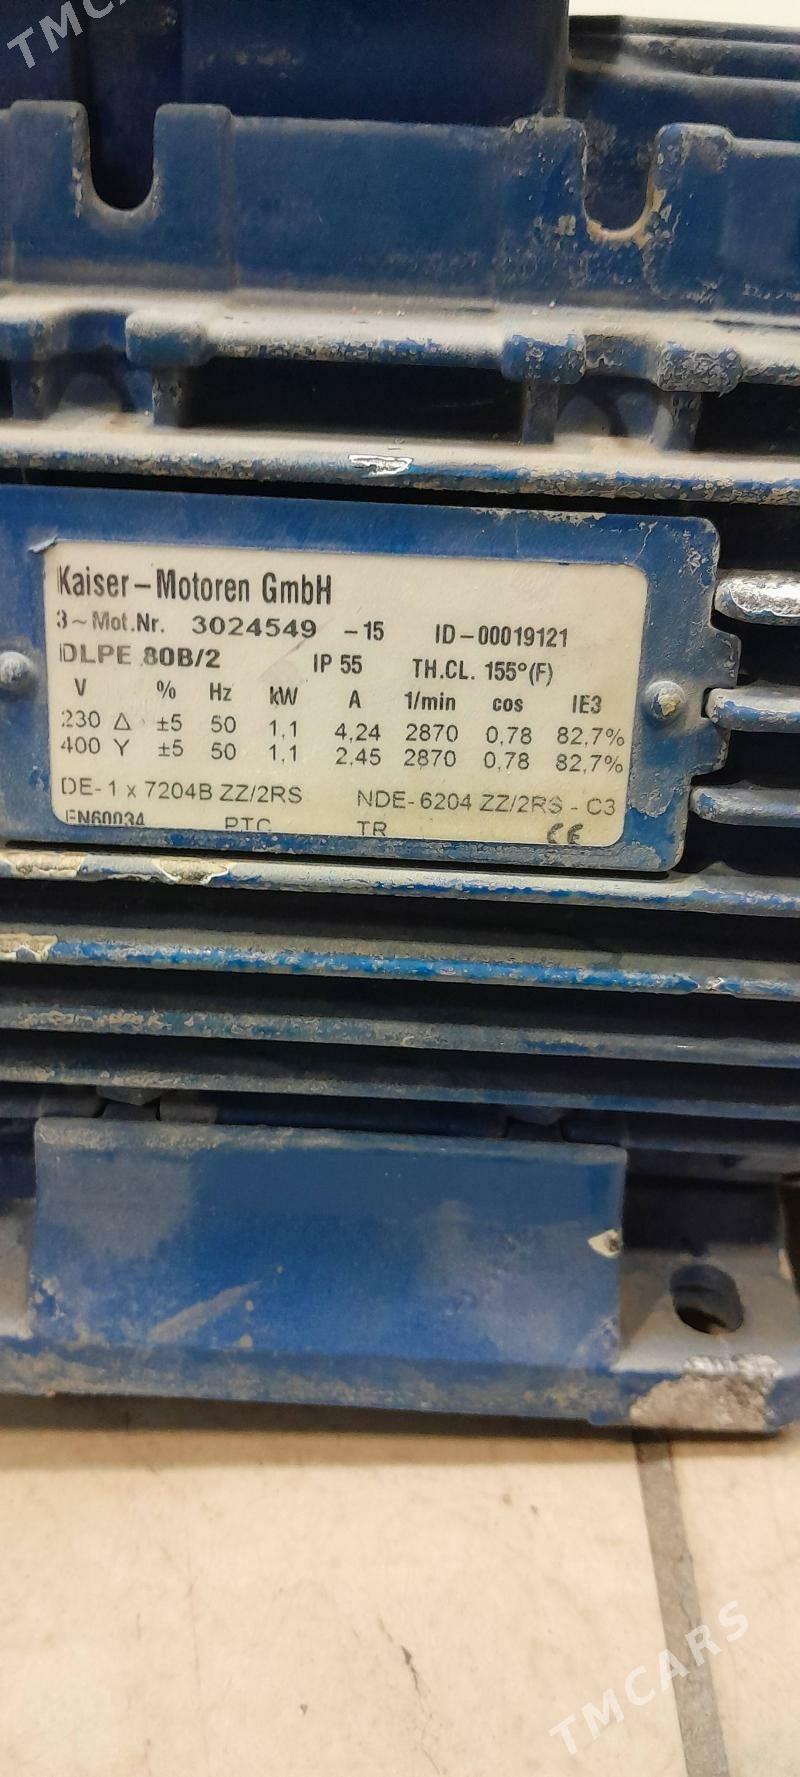 TMCARS
Kaiser-Motoren GmbH
3~Mot.Nr. 3024549 -15 ID-00019121
DLPE 80B/2 IP 55 TH.CL. 155°(F)
V % Hz kW A 1/min cos IE3
230 Δ ±5 50 1,1 4,24 2870 0,78 82,7%
400 Y ±5 50 1,1 2,45 2870 0,78 82,7%
DE-1 x 7204B ZZ/2RS NDE-6204 ZZ/2RS - C3
EN60034 PTC TR CE
TMCARS